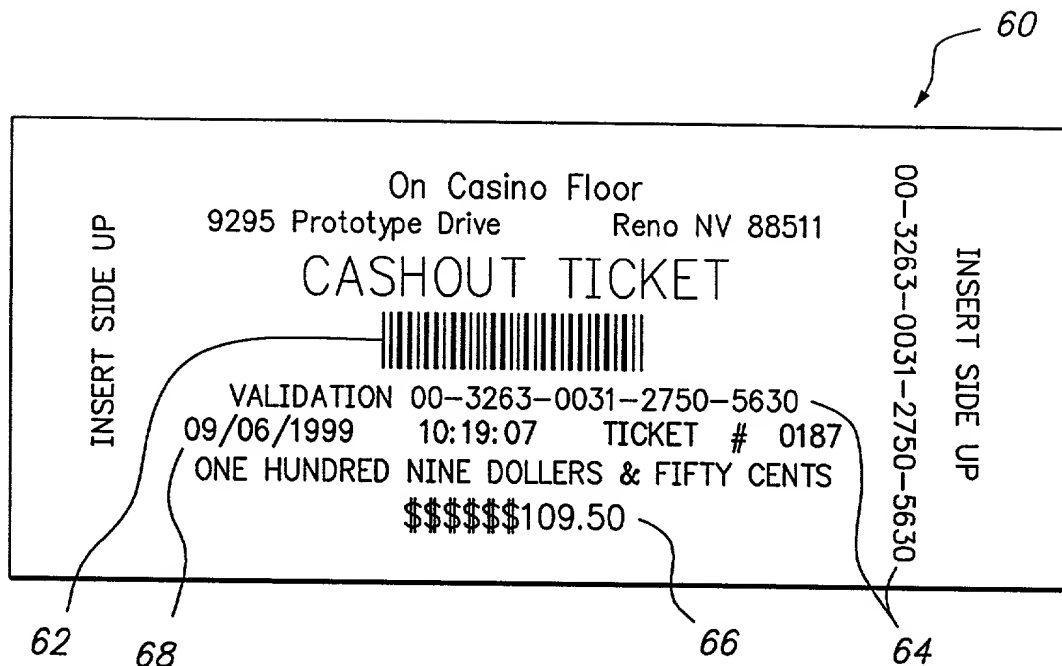 60
On Casino Floor
9295 Prototype Drive Reno NV 88511
CASHOUT TICKET
VALIDATION 00-3263-0031-2750-5630
09/06/1999 10:19:07 TICKET # 0187
ONE HUNDRED NINE DOLLERS & FIFTY CENTS
$$$$$$109.50
INSERT SIDE UP
00-3263-0031-2750-5630
INSERT SIDE UP
62
68
66
64